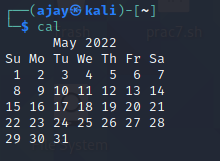 ┌──(ajay㉿kali)-[~]
└─$ cal
      May 2022
Su Mo Tu We Th Fr Sa
 1  2  3  4  5  6  7
 8  9 10 11 12 13 14
15 16 17 18 19 20 21
22 23 24 25 26 27 28
29 30 31